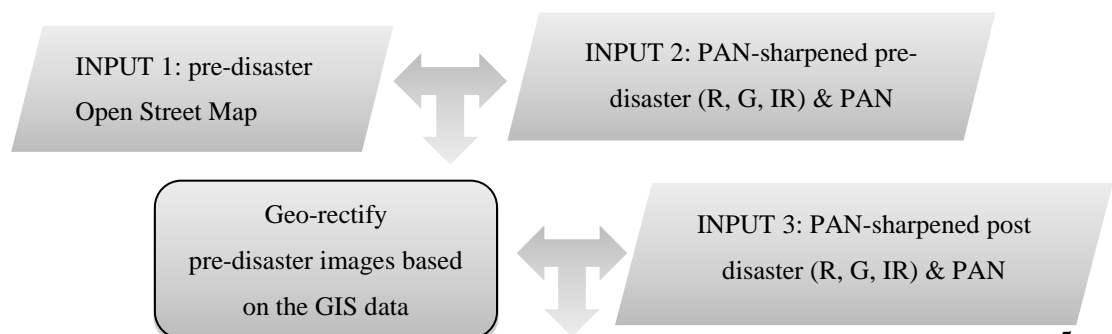 INPUT 1: pre-disaster
Open Street Map
INPUT 2: PAN-sharpened pre-
disaster (R, G, IR) & PAN
Geo-rectify
pre-disaster images based
on the GIS data
INPUT 3: PAN-sharpened post
disaster (R, G, IR) & PAN